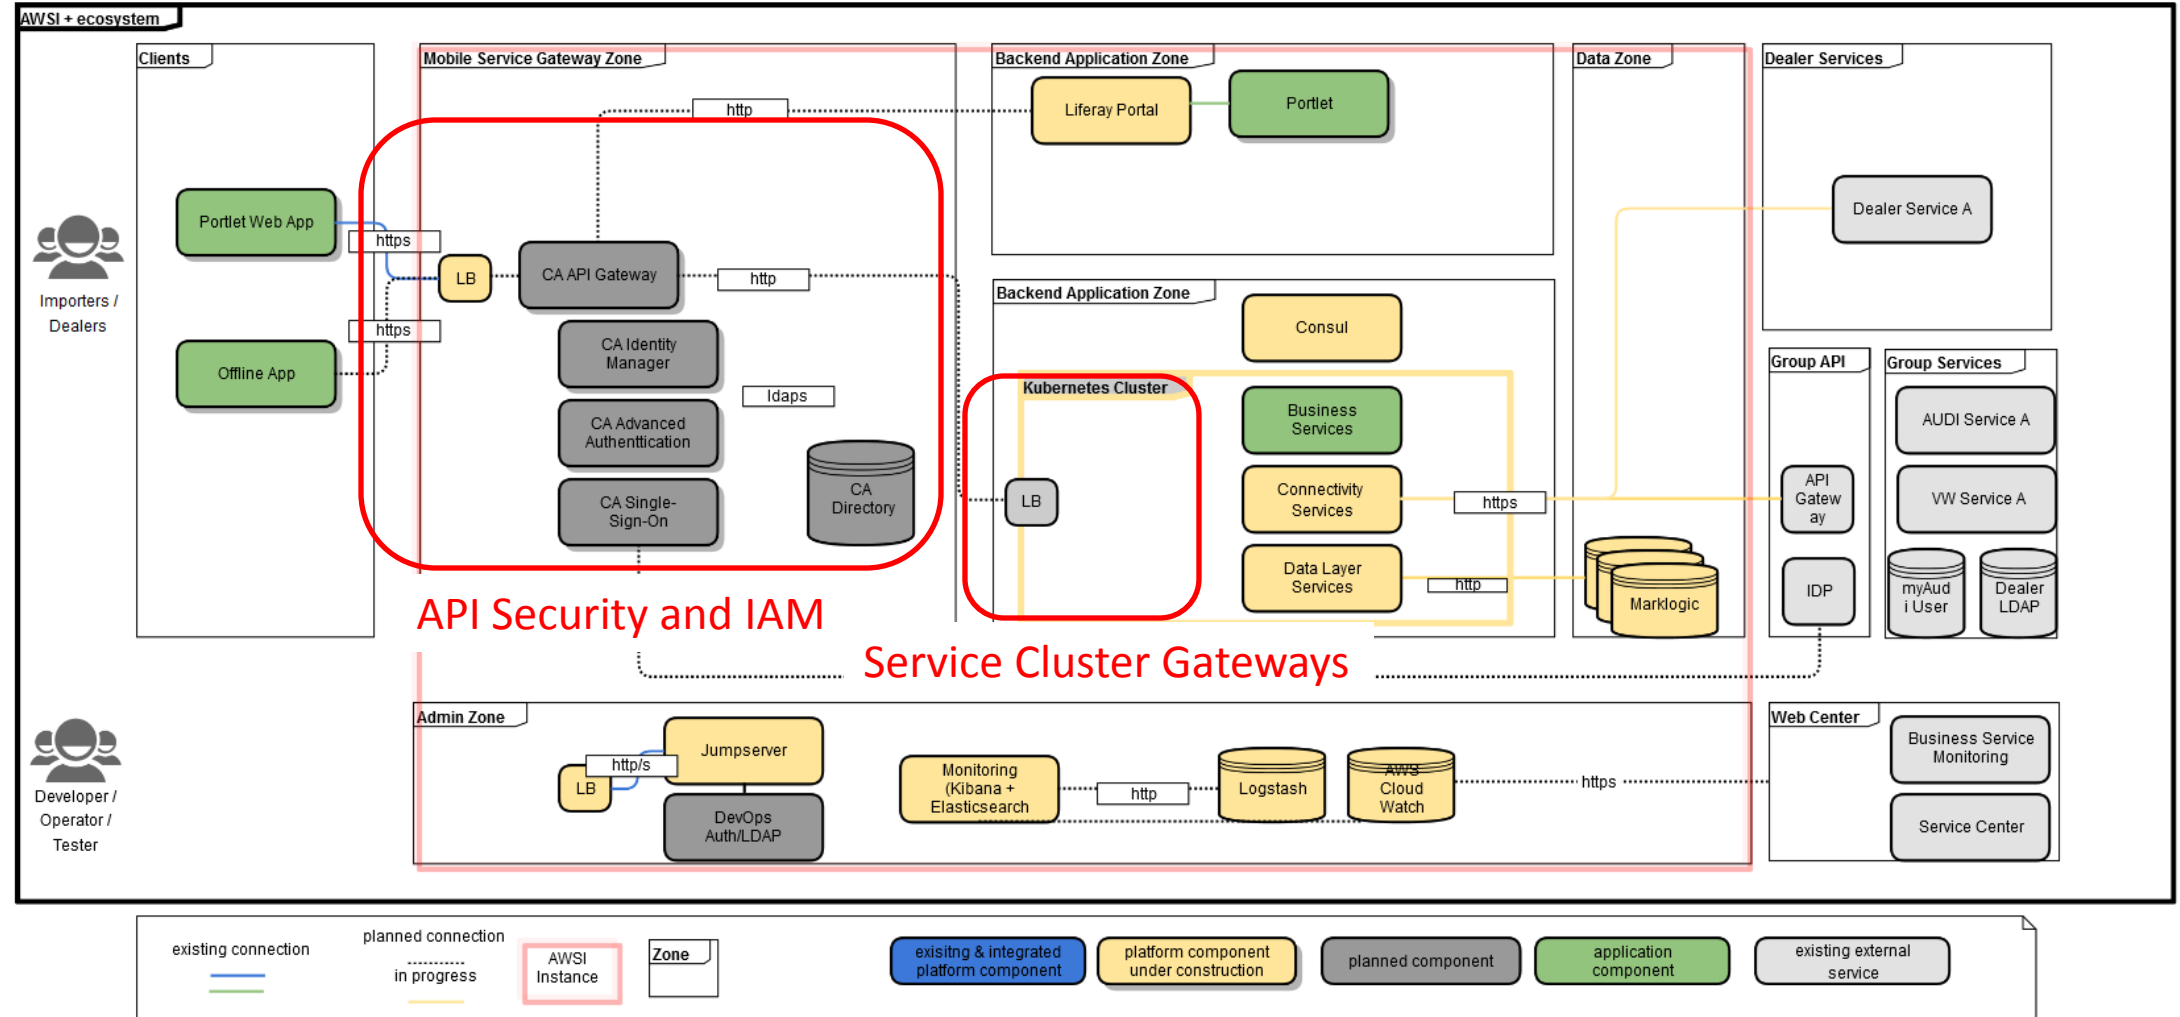 AWSI + ecosystem
Clients
Mobile Service Gateway Zone
Backend Application Zone
Data Zone
Dealer Services
http
Liferay Portal
Portlet
Portlet Web App
https
Dealer Service A
Importers /
Dealers
LB
CA API Gateway
http
Backend Application Zone
Consul
https
CA Identity
Manager
Offline App
ldaps
Kubernetes Cluster
Group API
Group Services
CA Advanced
Authenttication
Business
Services
AUDI Service A
CA Single-
Sign-On
CA
Directory
LB
Connectivity
Services
https
API
Gatew
ay
VW Service A
Data Layer
Services
http
Marklogic
IDP
myAud
i User
Dealer
LDAP
API Security and IAM
Service Cluster Gateways
Admin Zone
Web Center
Jumpserver
http/s
LB
DevOps
Auth/LDAP
Monitoring
(Kibana +
Elasticsearch
http
Logstash
AWS
Cloud
Watch
https
Business Service
Monitoring
Service Center
Developer /
Operator /
Tester
existing connection
planned connection
in progress
AWSI
Instance
Zone
exisitng & integrated
platform component
platform component
under construction
planned component
application
component
existing external
service